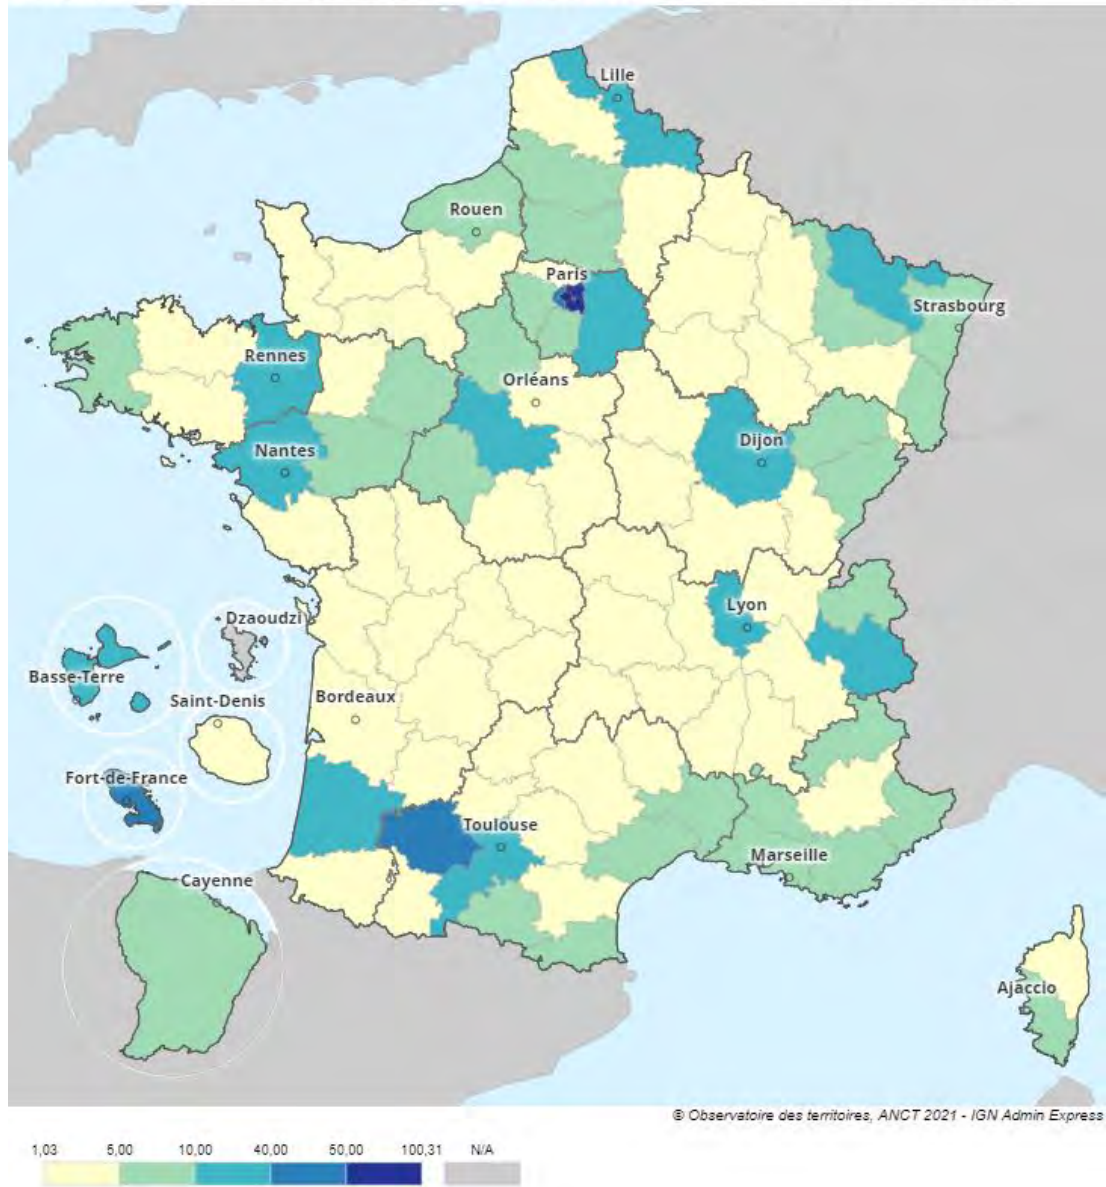 Lille
Rouen
Paris
Strasbourg
Rennes
Orléans
Dijon
Nantes
Lyon
Dzaoudzi
Basse-Terre
Saint-Denis
Bordeaux
Fort-de-France
Toulouse
Marseille
Cayenne
Ajaccio
© Observatoire des territoires, ANCT 2021 - IGN Admin Express
1,03 5,00 10,00 40,00 50,00 100,31 N/A